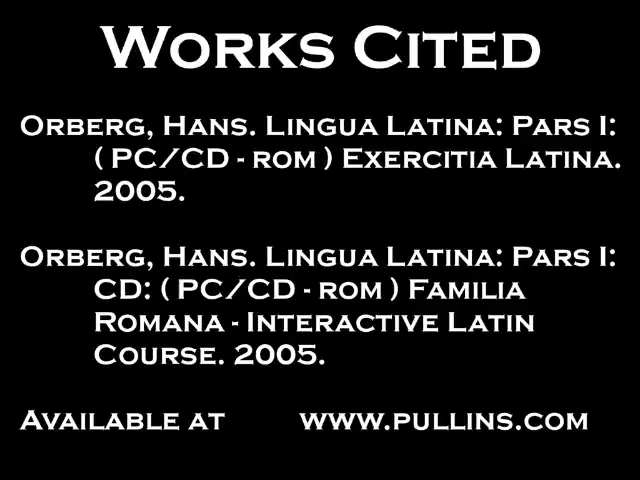 Works Cited
Orberg, Hans. Lingua Latina: Pars I:
( PC/CD - rom ) Exercitia Latina.
2005.
Orberg, Hans. Lingua Latina: Pars I:
CD: ( PC/CD - rom ) Familia
Romana - Interactive Latin
Course. 2005.
Available at www.pullins.com